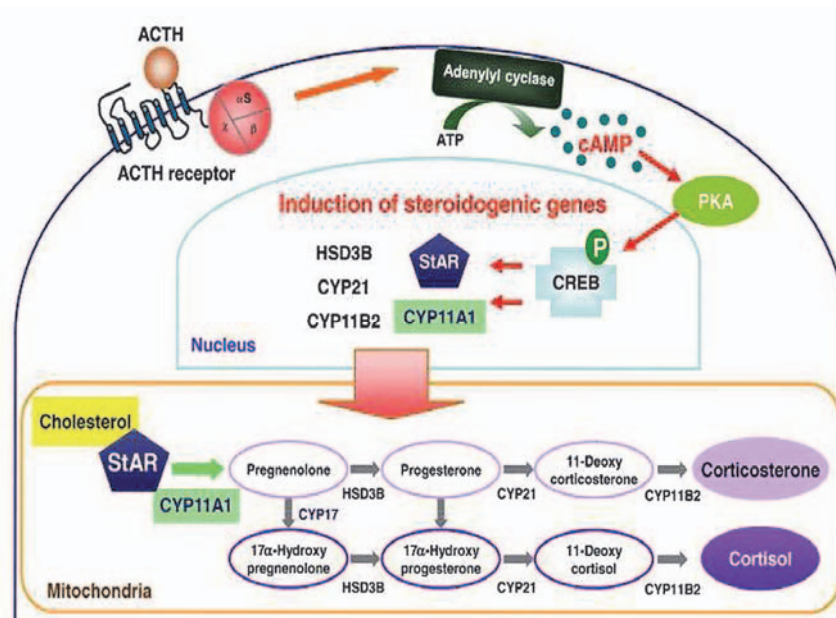 ACTH
αS
γ
β
ACTH receptor
Adenylyl cyclase
ATP
cAMP
PKA
Induction of steroidogenic genes
HSD3B
CYP21
CYP11B2
StAR
CYP11A1
P
CREB
Nucleus
Cholesterol
StAR
CYP11A1
Pregnenolone
HSD3B
Progesterone
CYP21
11-Deoxy
corticosterone
CYP11B2
Corticosterone
CYP17
17α-Hydroxy
pregnenolone
HSD3B
17α-Hydroxy
progesterone
CYP21
11-Deoxy
cortisol
CYP11B2
Cortisol
Mitochondria